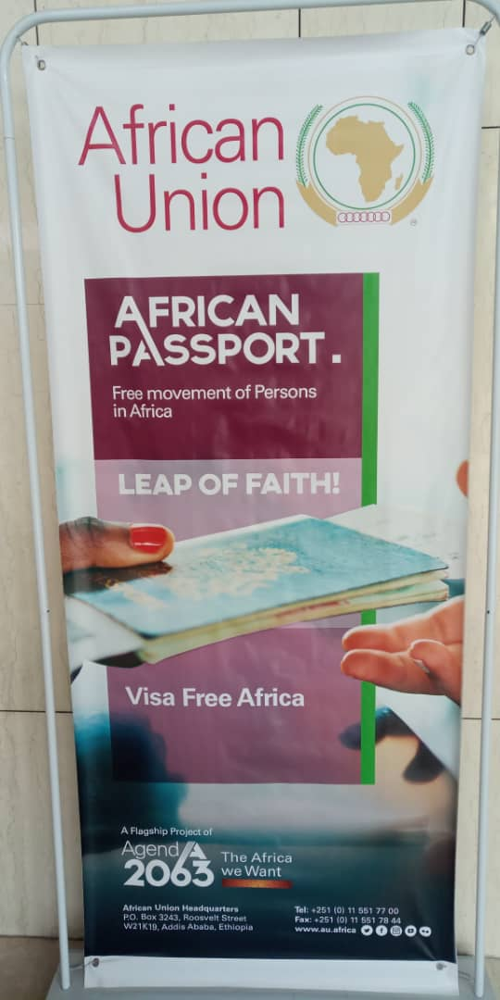 African
Union
AFRICAN
PASSPORT.
Free movement of Persons
in Africa
LEAP OF FAITH!
Visa Free Africa
A Flagship Project of
Agenda
2063
The Africa
we Want
African Union Headquarters
P.O. Box 3243, Roosvelt Street
W21K19, Addis Ababa, Ethiopia
Tel: +251 (0) 11 551 77 00
Fax: +251 (0) 11 551 78 44
www.au.africa